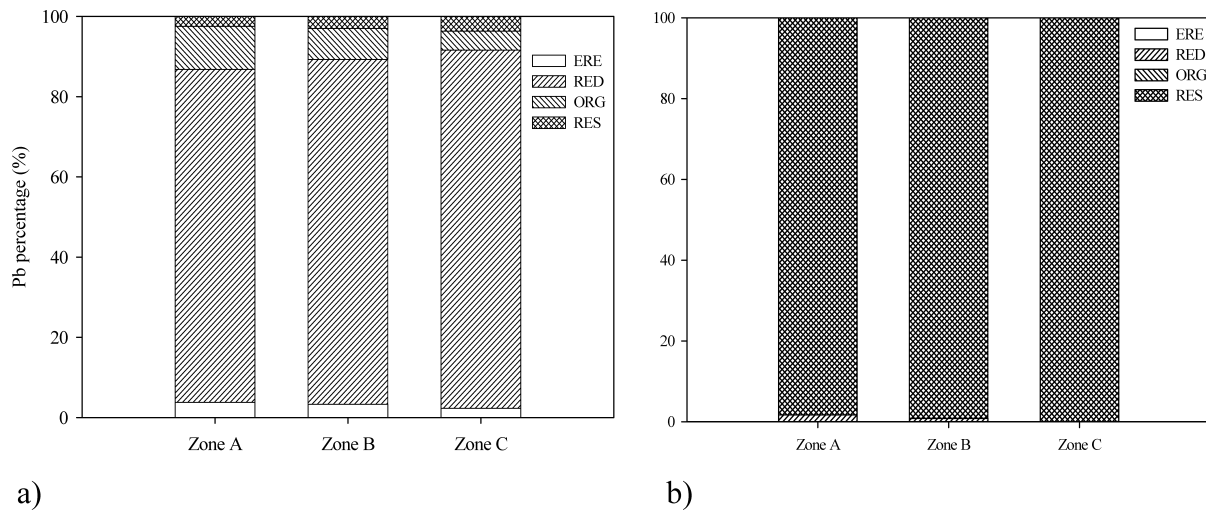 100
80
60
40
20
0
Pb percentage (%)
ERE
RED
ORG
RES
Zone A Zone B Zone C
a)
100
80
60
40
20
0
ERE
RED
ORG
RES
Zone A Zone B Zone C
b)